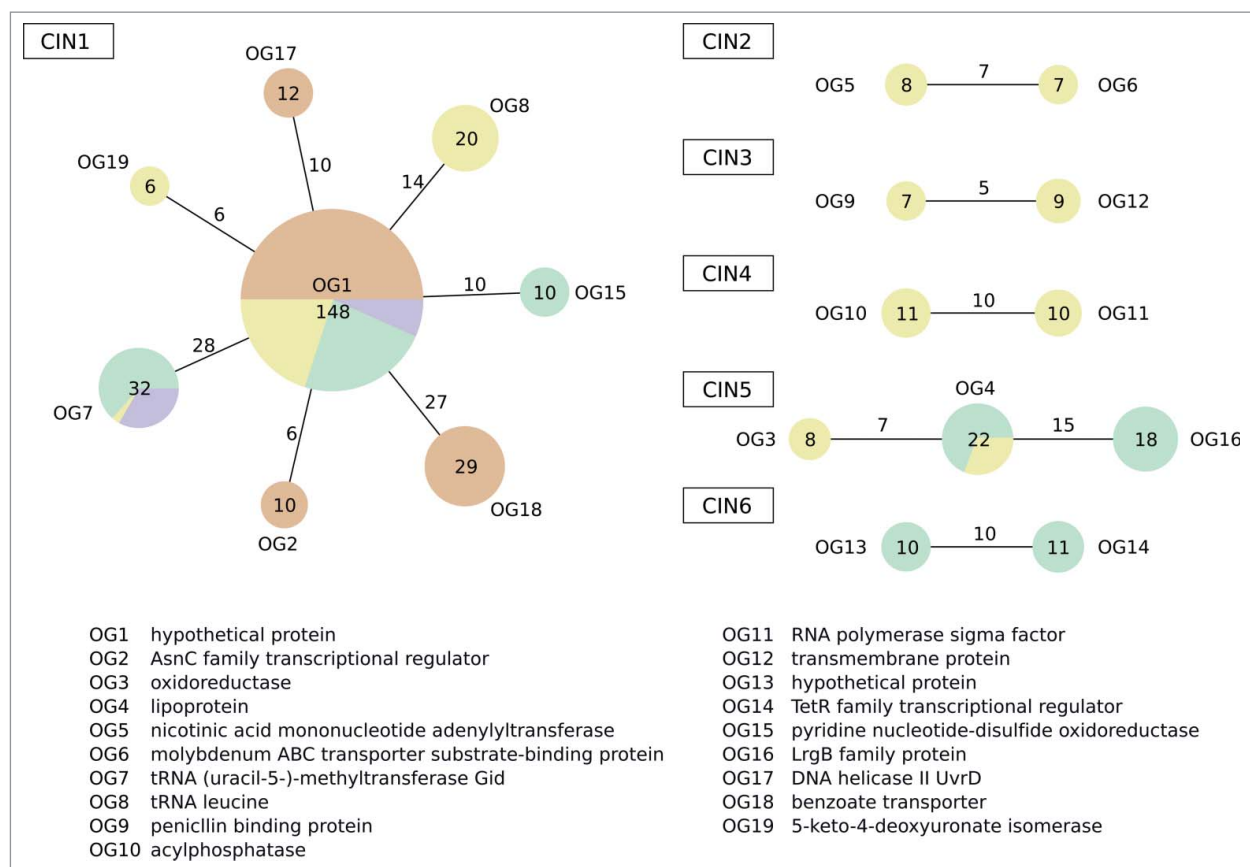 CIN1
OG17
12
OG8
20
10
14
OG19
6
6
OG1
148
10
10
OG15
28
32
OG7
27
6
29
OG18
10
OG2
CIN2
OG5
8
7
7
OG6
CIN3
OG9
7
5
9
OG12
CIN4
OG10
11
10
10
OG11
CIN5
OG4
OG3
8
7
22
15
18
OG16
CIN6
OG13
10
10
11
OG14
OG1 hypothetical protein
OG2 AsnC family transcriptional regulator
OG3 oxidoreductase
OG4 lipoprotein
OG5 nicotinic acid mononucleotide adenylyltransferase
OG6 molybdenum ABC transporter substrate-binding protein
OG7 tRNA (uracil-5-)-methyltransferase Gid
OG8 tRNA leucine
OG9 penicllin binding protein
OG10 acylphosphatase
OG11 RNA polymerase sigma factor
OG12 transmembrane protein
OG13 hypothetical protein
OG14 TetR family transcriptional regulator
OG15 pyridine nucleotide-disulfide oxidoreductase
OG16 LrgB family protein
OG17 DNA helicase II UvrD
OG18 benzoate transporter
OG19 5-keto-4-deoxyuronate isomerase